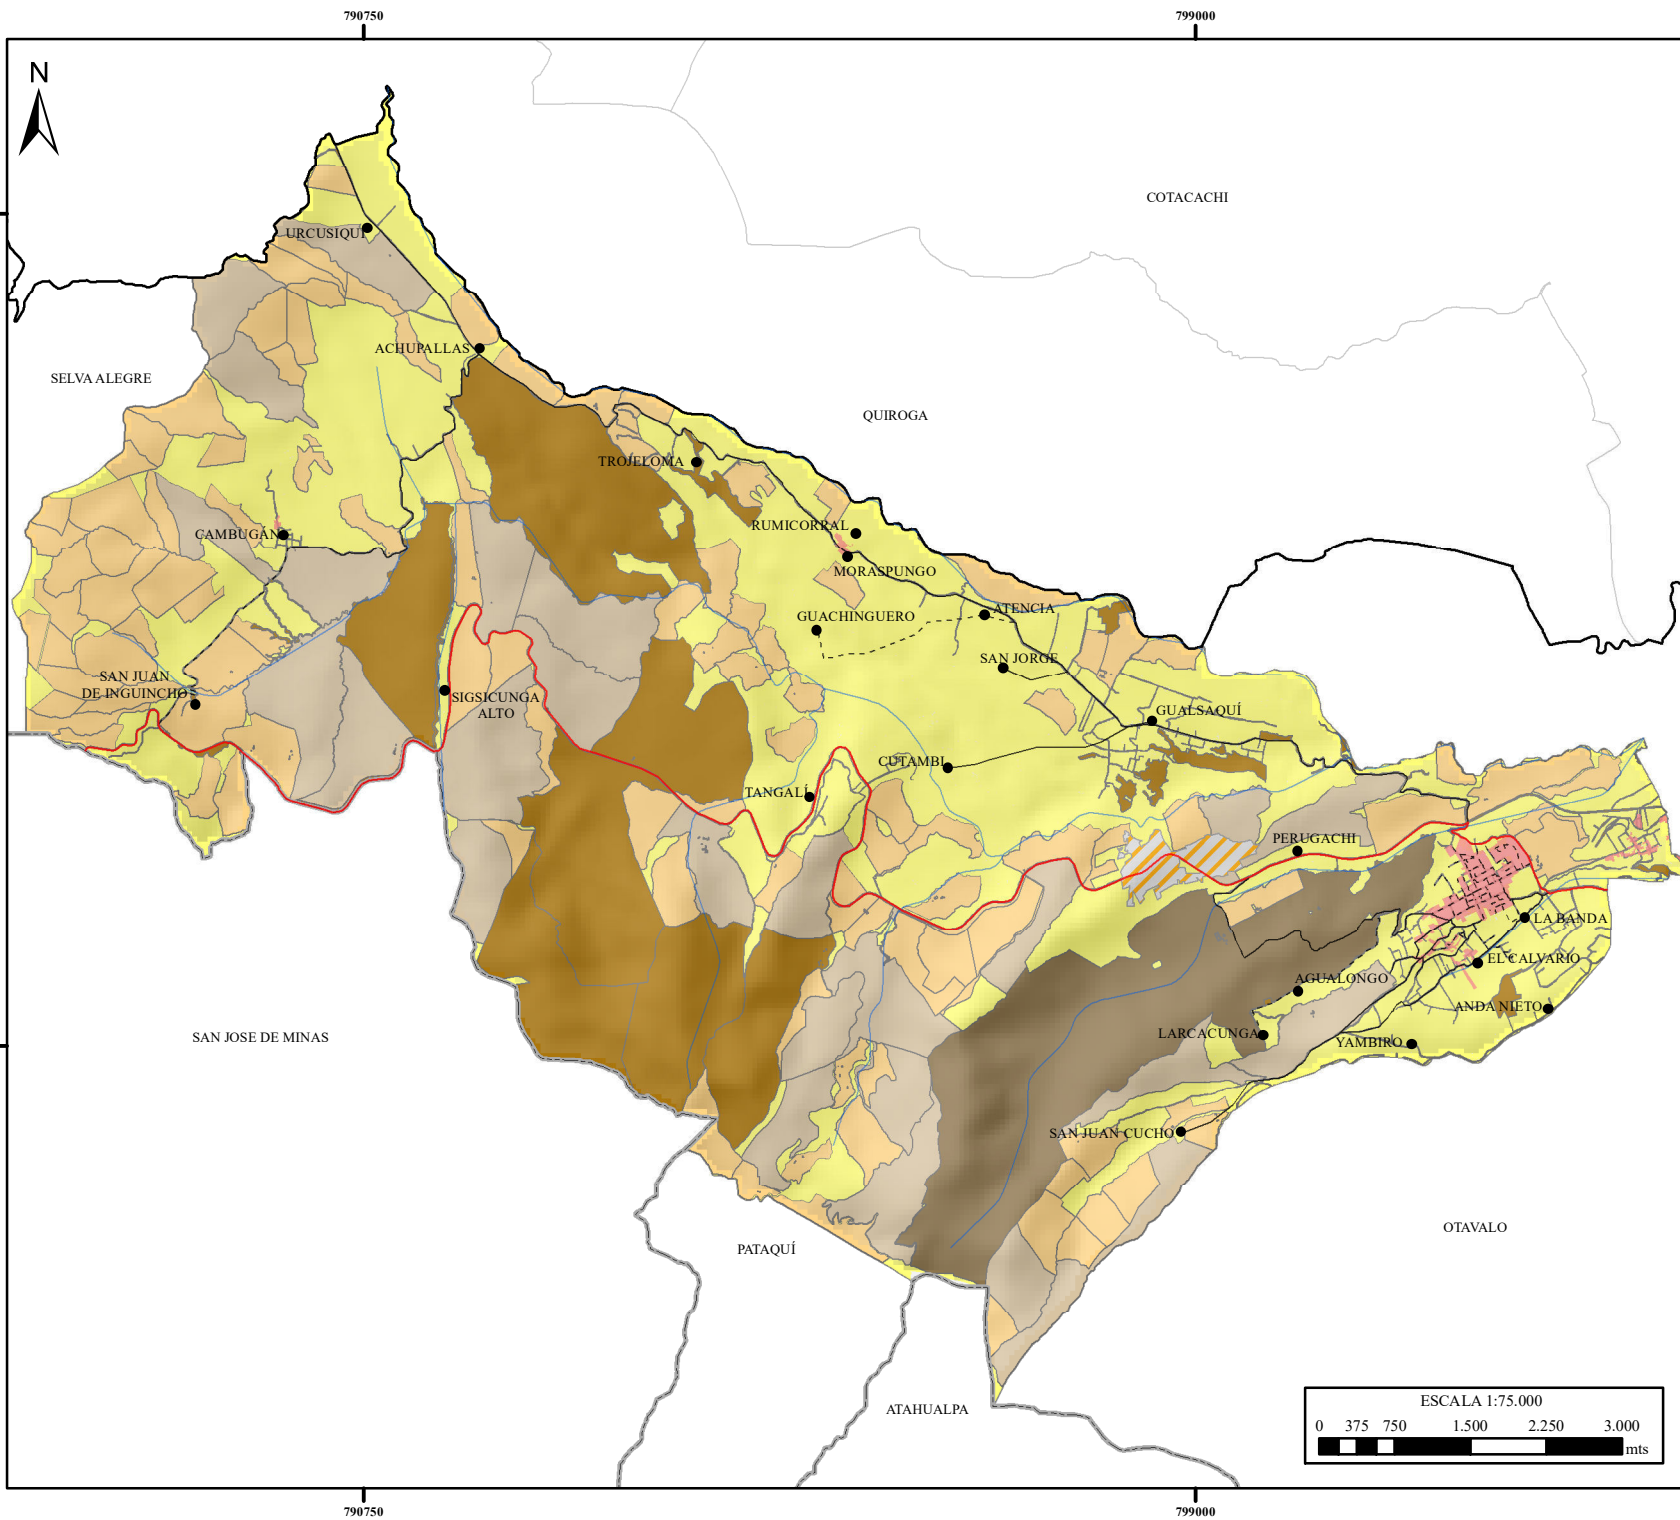 790750
799000
N
COTACACHI
URCUSIQUÍ
ACHUPALLAS
SELVA ALEGRE
QUIROGA
TROJELOMA
RUMICORRAL
CAMBUGÁN
MORASPUNGO
ATENCIA
GUACHINGUERO
SAN JORGE
SAN JUAN
DE INGUINCHO
SIGSICUNGA
ALTO
GUALSAQUÍ
CUTAMBI
TANGALÍ
PERUGACHI
LA BANDA
EL CALVARIO
AGUALONGO
ANDA NIETO
LARCACUNGA
YAMBIRO
SAN JOSE DE MINAS
SAN JUAN CUCHO
OTAVALO
PATAQUÍ
ATAHUALPA
ESCALA 1:75.000
0 375 750 1.500 2.250 3.000
mts
790750
799000